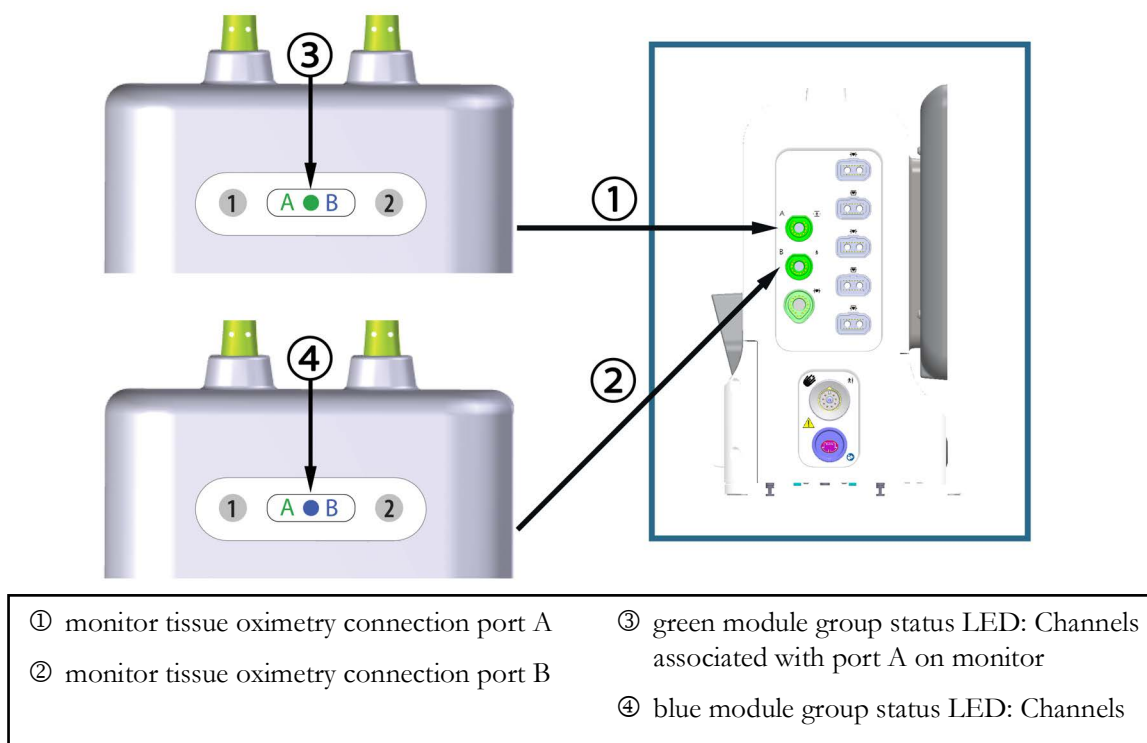 ③
1 A B 2
①
A
B
④
②
1 A B 2
① monitor tissue oximetry connection port A
② monitor tissue oximetry connection port B
③ green module group status LED: Channels
associated with port A on monitor
④ blue module group status LED: Channels